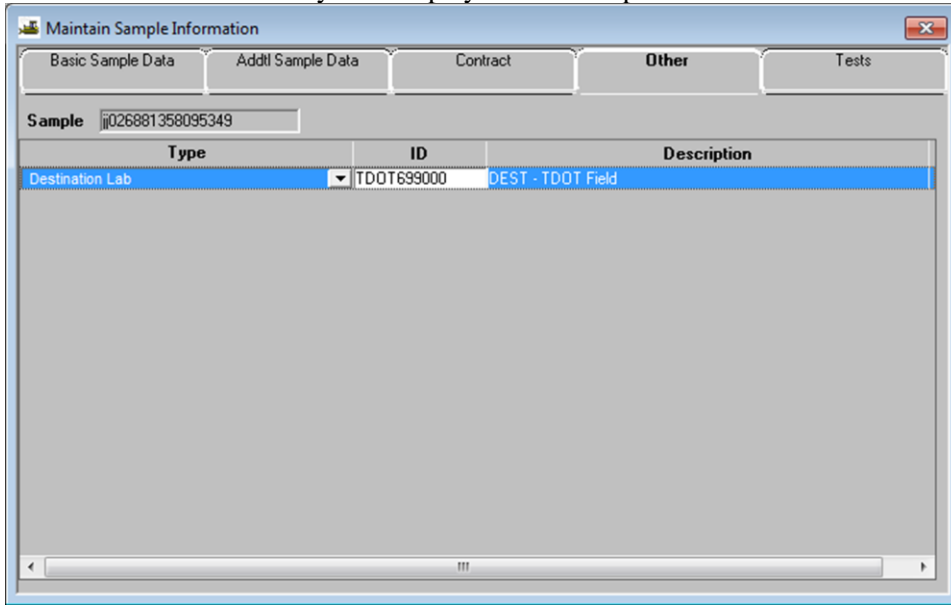 Maintain Sample Information
Basic Sample Data Addtl Sample Data Contract Other Tests
Sample jj026881358095349
Type ID Description
Destination Lab TDOT699000 DEST - TDOT Field